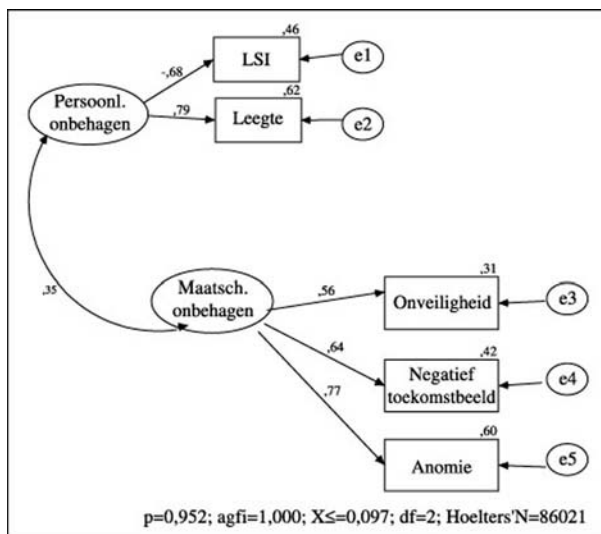 ,46
LSI
e1
-,68
,62
Persoonl.
onbehagen
,79
Leegte
e2
,35
Maatsch.
onbehagen
,56
,31
Onveiligheid
e3
,64
,42
Negatief
toekomstbeeld
e4
,77
,60
Anomie
e5
p=0,952; agfi=1,000; X≤=0,097; df=2; Hoelters'N=86021